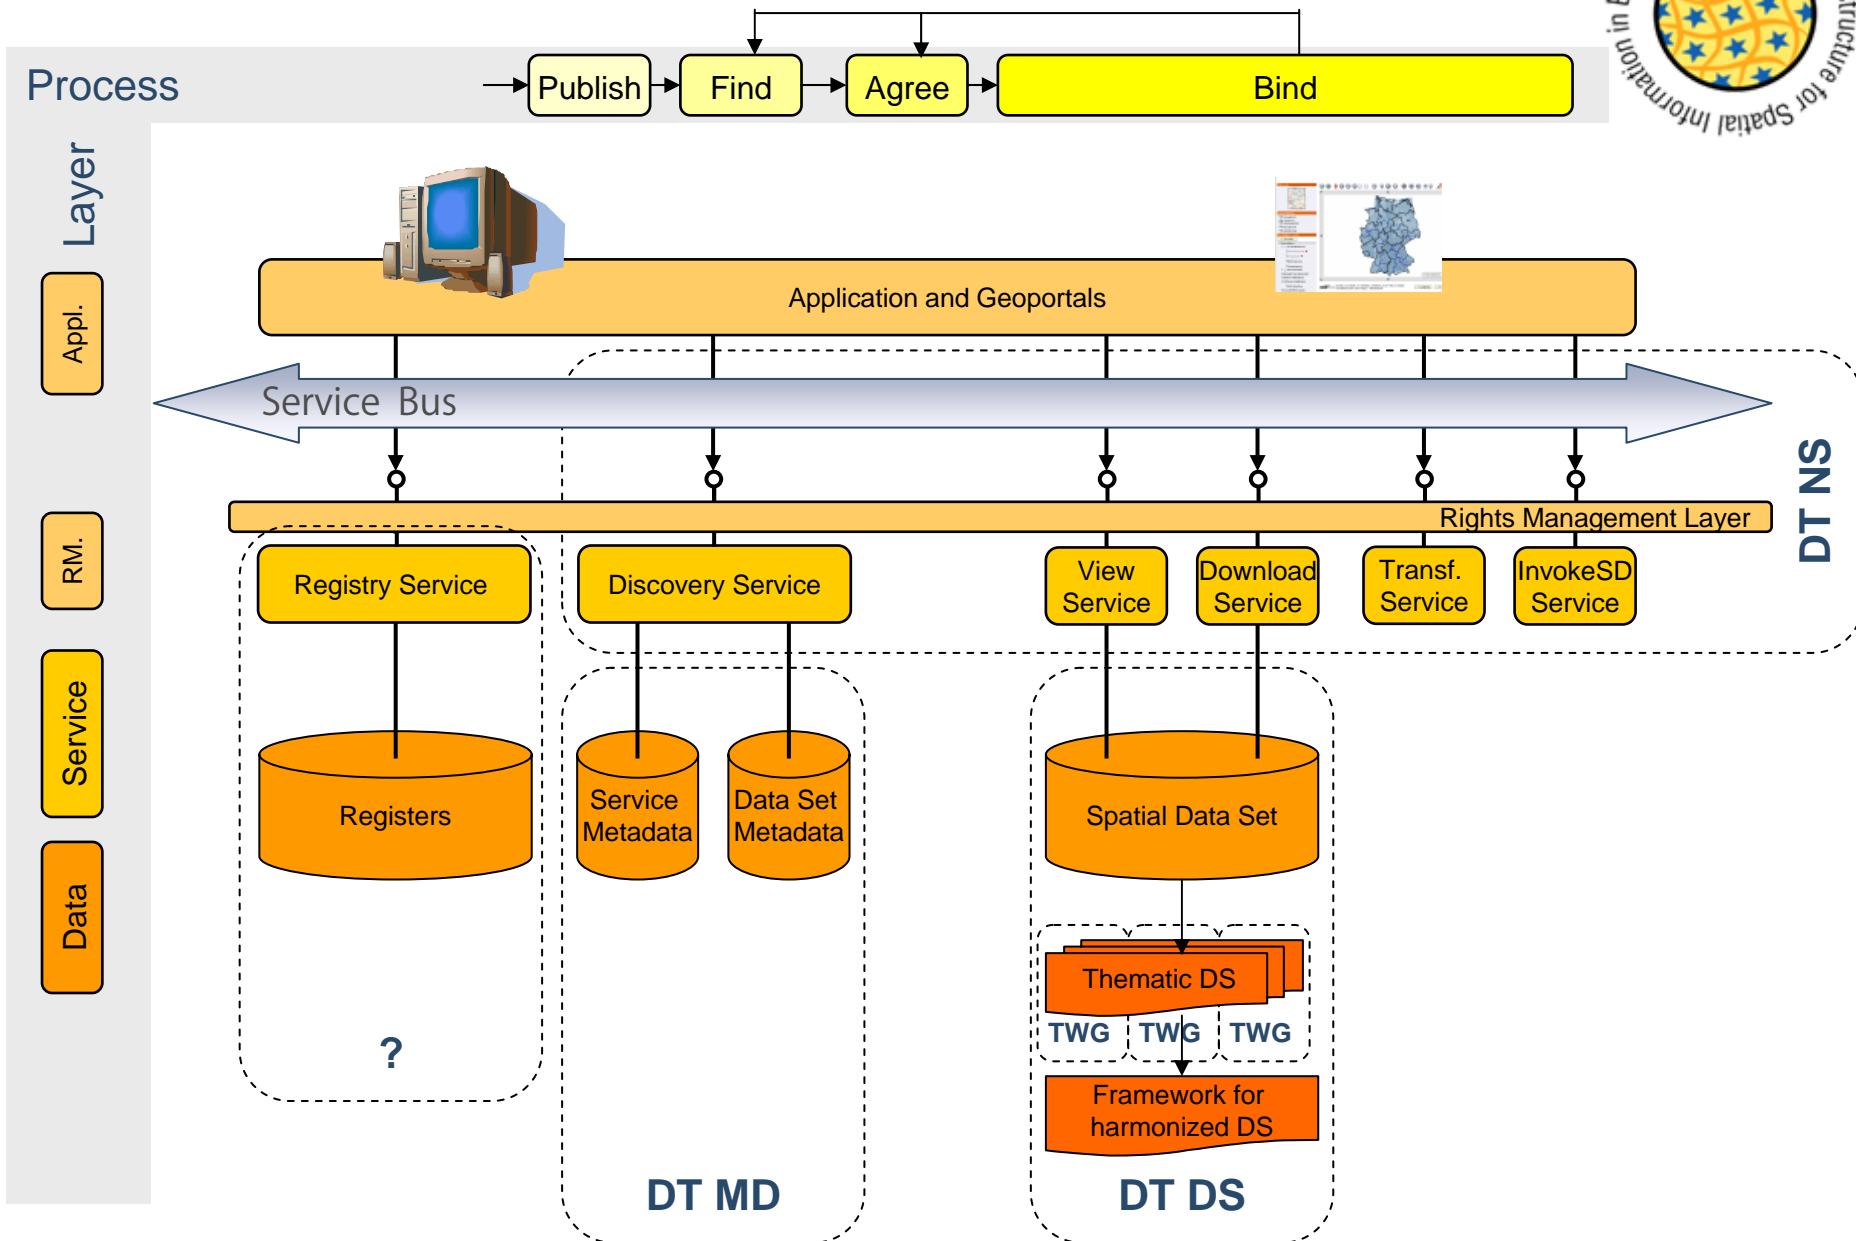 Process
Publish
Find
Agree
Bind
Information in E
structure for Spatial
Layer
Appl.
RM.
Service
Data
Application and Geoportals
Service Bus
DT NS
Rights Management Layer
Registry Service
Discovery Service
View
Service
Download
Service
Transf.
Service
InvokeSD
Service
Registers
Service
Metadata
Data Set
Metadata
Spatial Data Set
Thematic DS
TWG
TWG
TWG
?
Framework for
harmonized DS
DT MD
DT DS